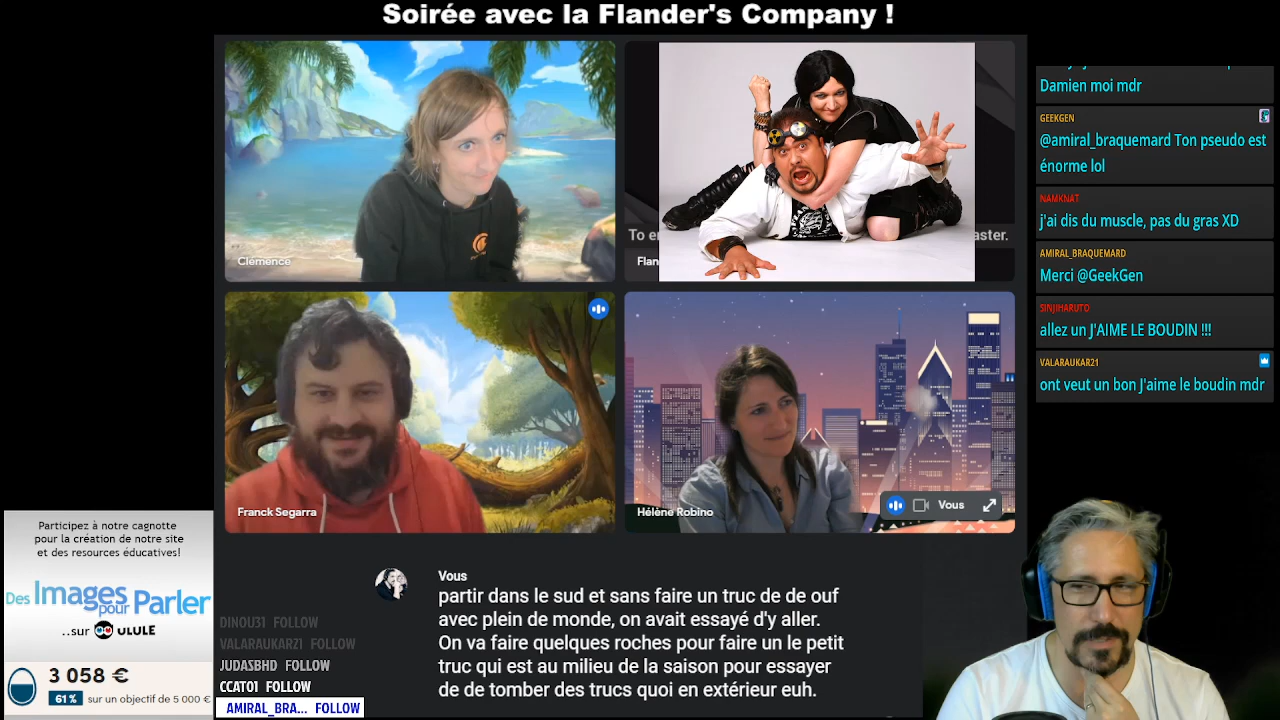 Soirée avec la Flander's Company !
Clémence
To er
aster.
Flan
Franck Segarra
Hélène Robino
Vous
Damien moi mdr
GEEKGEN
@amiral_braquemard Ton pseudo est
énorme lol
NAMKNAT
j'ai dis du muscle, pas du gras XD
AMIRAL_BRAQUEMARD
Merci @GeekGen
SINJIHARUTO
allez un J'AIME LE BOUDIN !!!
VALARAUKAR21
ont veut un bon J'aime le boudin mdr
Participez à notre cagnotte
pour la création de notre site
et des resources éducatives!
Des Images pour Parler
..sur ULULE
3 058 €
61 % sur un objectif de 5 000 €
DINOU31 FOLLOW
VALARAUKAR21 FOLLOW
JUDASBHD FOLLOW
CCAT01 FOLLOW
AMIRAL_BRA... FOLLOW
Vous
partir dans le sud et sans faire un truc de de ouf
avec plein de monde, on avait essayé d'y aller.
On va faire quelques roches pour faire un le petit
truc qui est au milieu de la saison pour essayer
de de tomber des trucs quoi en extérieur euh.